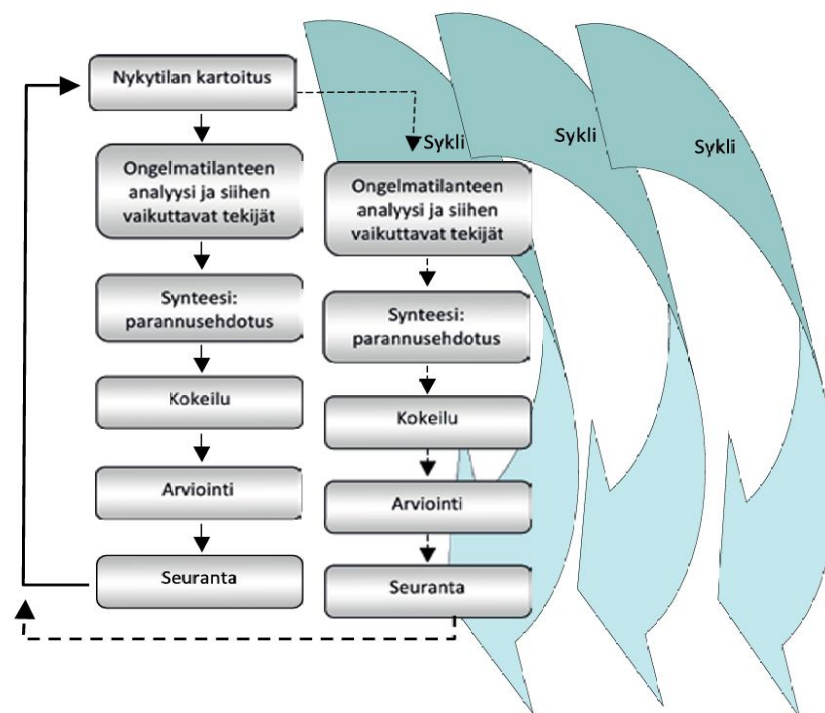 Nykytilan kartoitus
Ongelmatilanteen
analyysi ja siihen
vaikuttavat tekijät
Synteesi:
parannusehdotus
Kokeilu
Arviointi
Seuranta
Ongelmatilanteen
analyysi ja siihen
vaikuttavat tekijät
Synteesi:
parannusehdotus
Kokeilu
Arviointi
Seuranta
Sykli
Sykli
Sykli